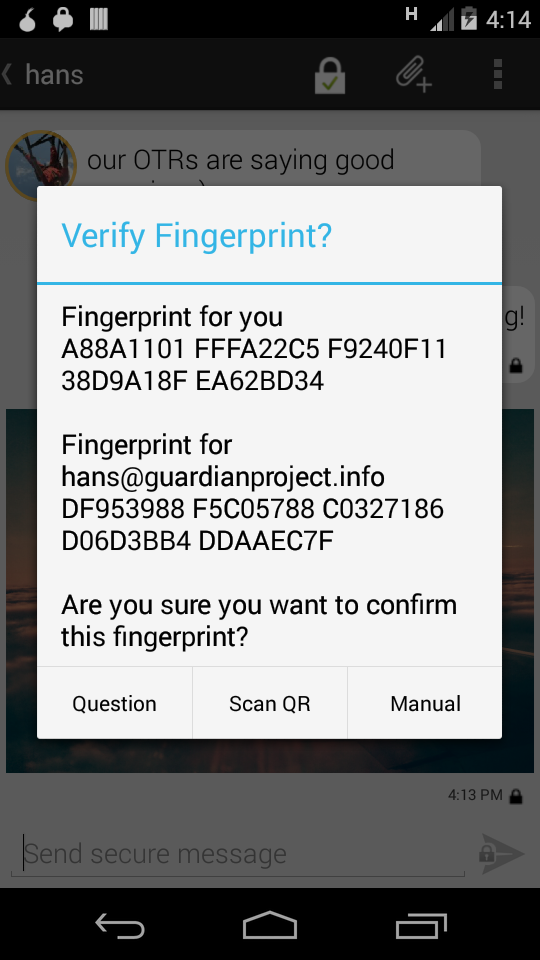 H 4:14
hans
our OTRs are saying good
Verify Fingerprint?
g!
Fingerprint for you
A88A1101 FFFA22C5 F9240F11
38D9A18F EA62BD34
Fingerprint for
hans@guardianproject.info
DF953988 F5C05788 C0327186
D06D3BB4 DDAAEC7F
Are you sure you want to confirm
this fingerprint?
Question Scan QR Manual
4:13 PM
Send secure message